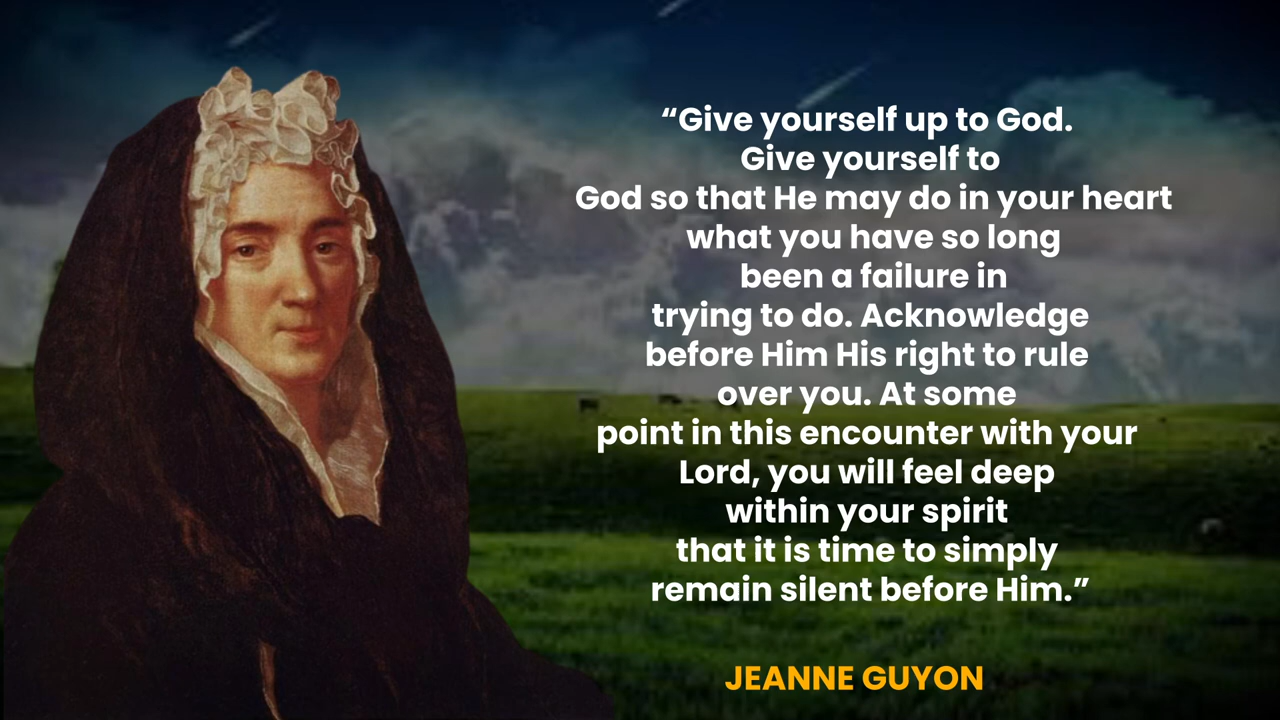 “Give yourself up to God.
Give yourself to
God so that He may do in your heart
what you have so long
been a failure in
trying to do. Acknowledge
before Him His right to rule
over you. At some
point in this encounter with your
Lord, you will feel deep
within your spirit
that it is time to simply
remain silent before Him.”
JEANNE GUYON